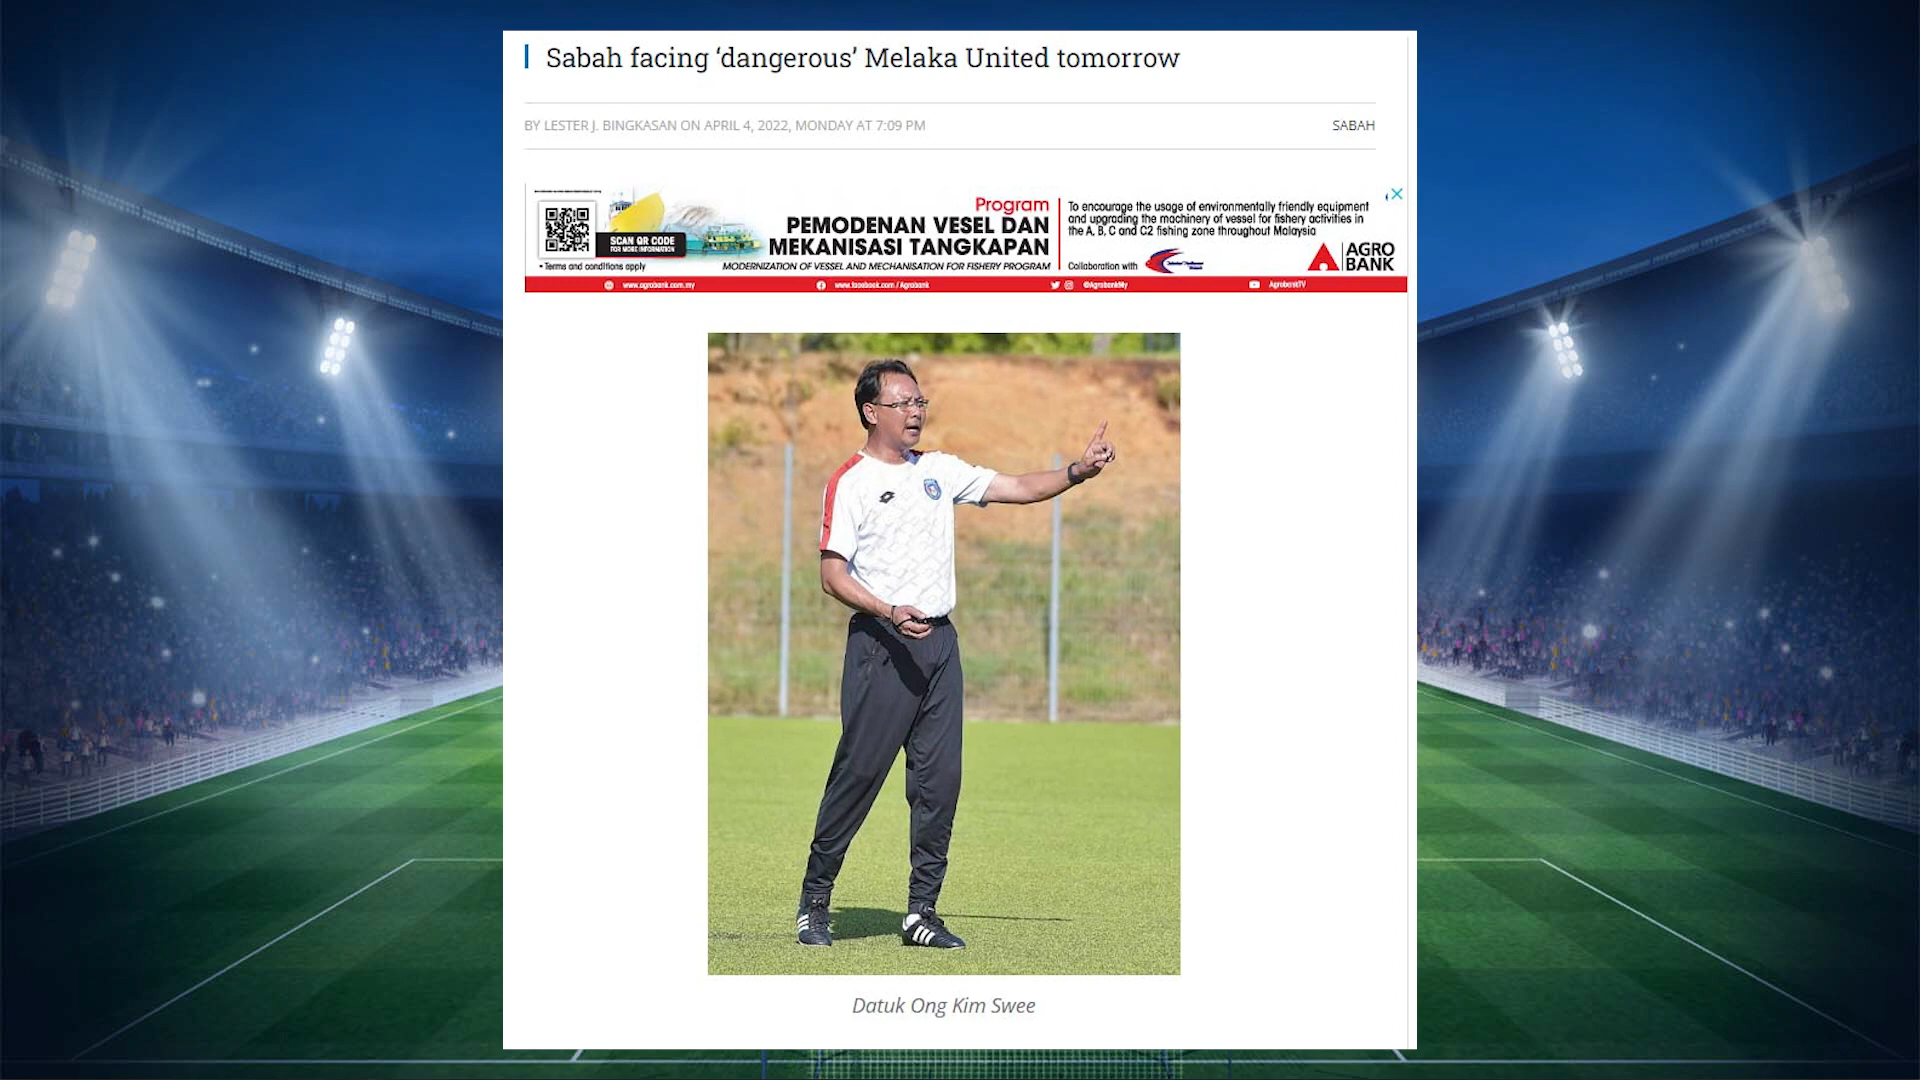 Sabah facing ‘dangerous’ Melaka United tomorrow
BY LESTER J. BINGKASAN ON APRIL 4, 2022, MONDAY AT 7:09 PM
SABAH
SCAN QR CODE
FOR MORE INFORMATION
• Terms and conditions apply
Program
PEMODENAN VESEL DAN
MEKANISASI TANGKAPAN
MODERNIZATION OF VESSEL AND MECHANISATION FOR FISHERY PROGRAM
To encourage the usage of environmentally friendly equipment
and upgrading the machinery of vessel for fishery activities in
the A, B, C and C2 fishing zone throughout Malaysia
Collaboration with
AGRO
BANK
www.agrobank.com.my
www.facebook.com / Agrobank
@AgrobankMy
AgrobankTV
Datuk Ong Kim Swee